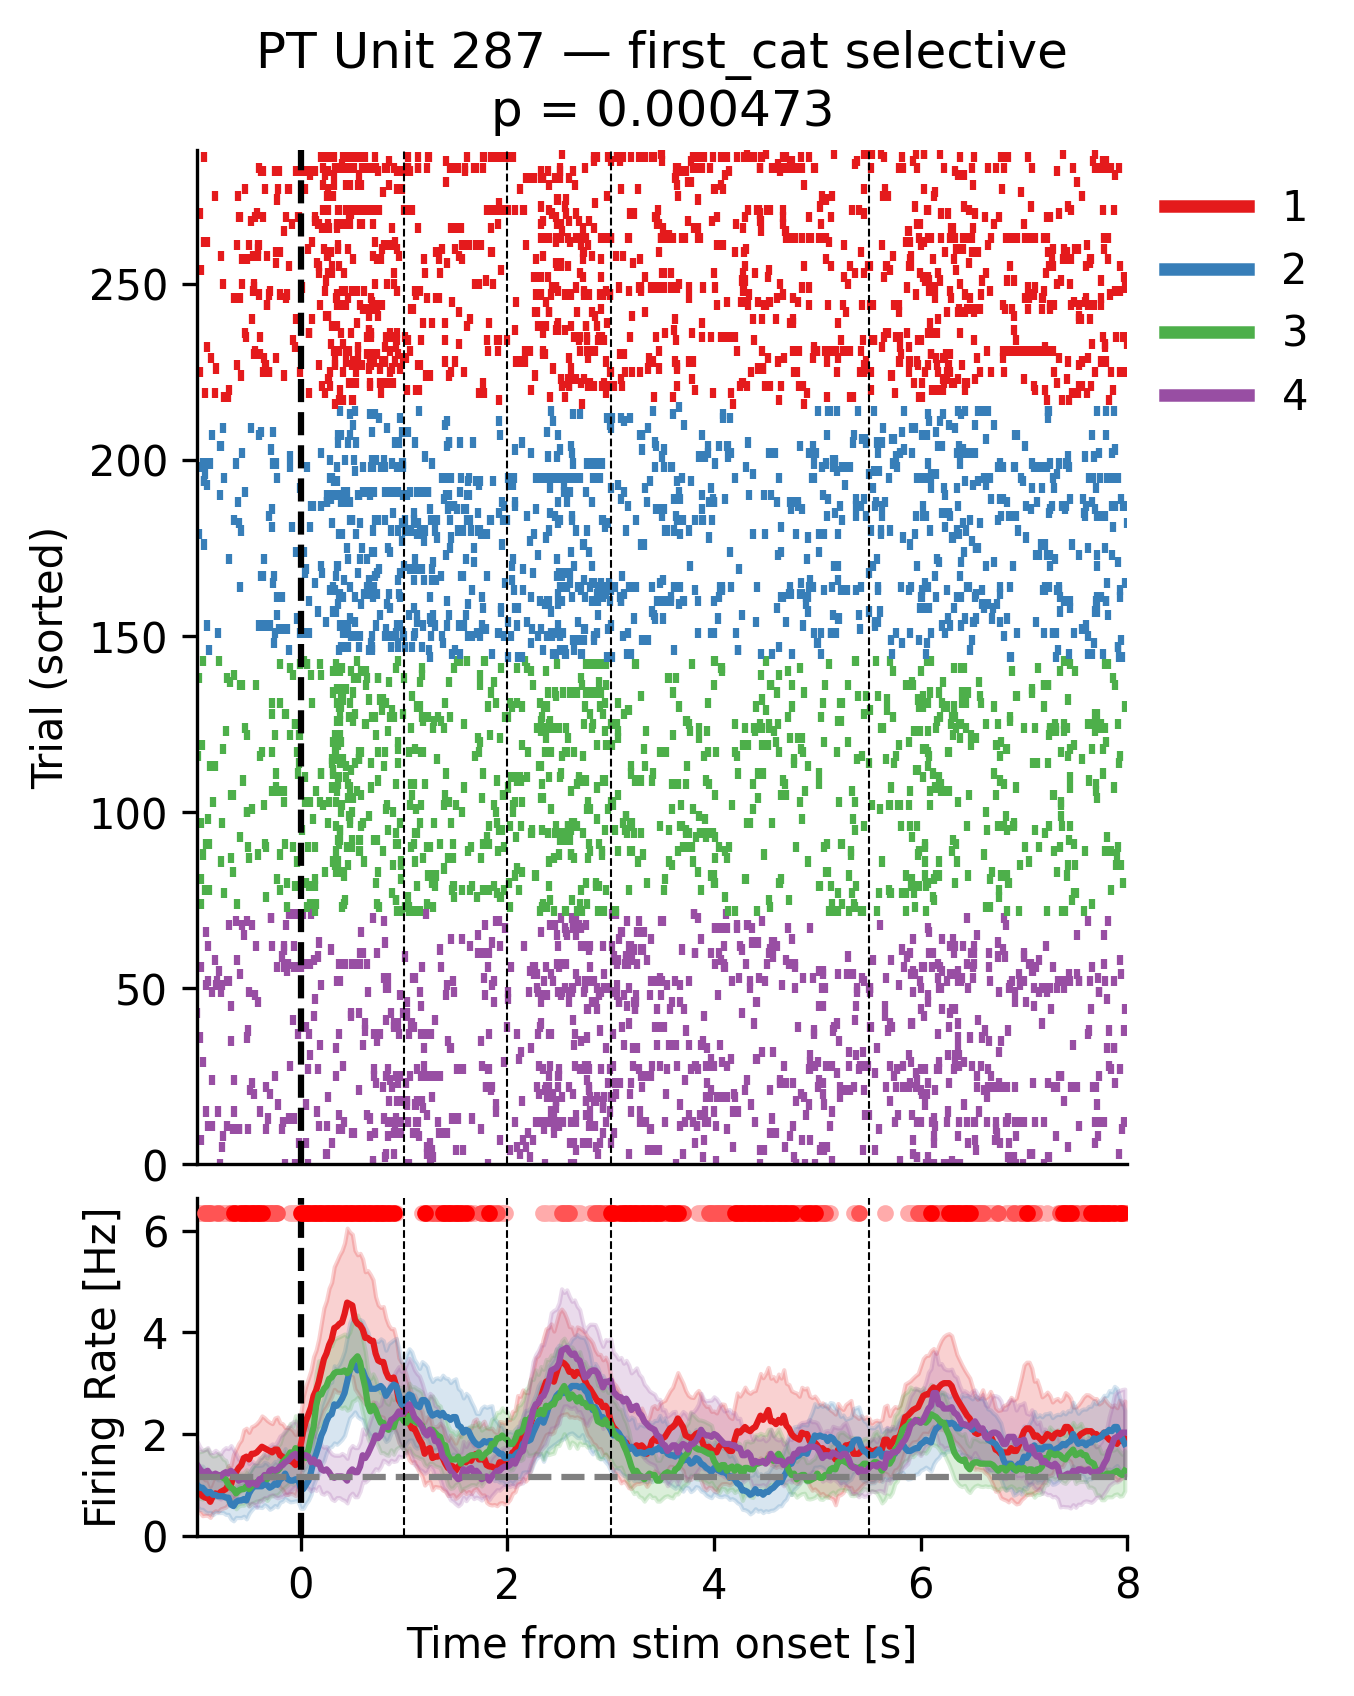 PT Unit 287 — first_cat selective
p = 0.000473
1
2
3
4
250
200
150
100
50
0
Trial (sorted)
6
4
2
0
Firing Rate [Hz]
0 2 4 6 8
Time from stim onset [s]